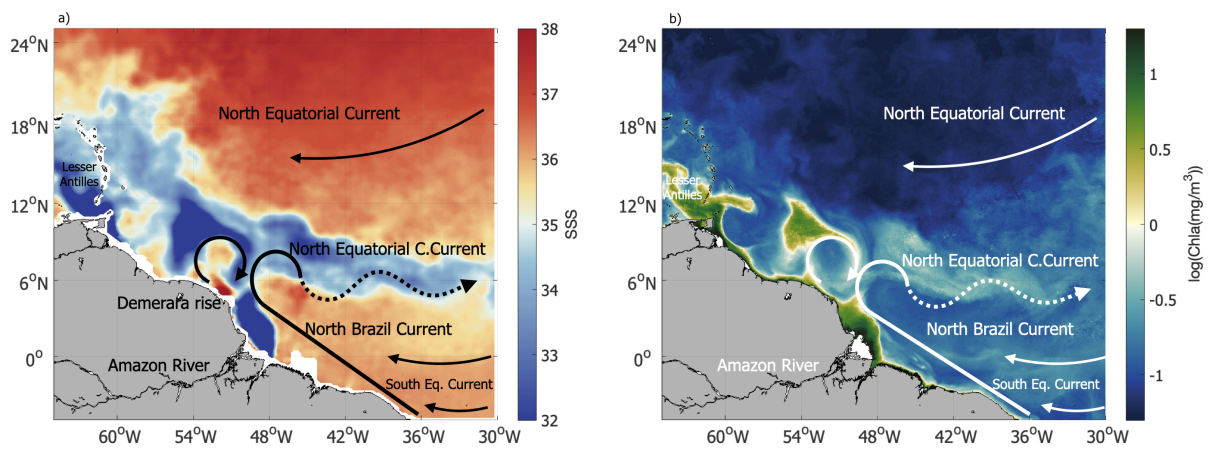 a)
24°N
18°N
12°N
6°N
0°
60°W
54°W
48°W
42°W
36°W
30°W
North Equatorial Current
Lesser
Antilles
North Equatorial C.Current
Demerara rise
North Brazil Current
Amazon River
South Eq. Current
38
37
36
35
34
33
32
SSS
b)
24°N
18°N
12°N
6°N
0°
60°W
54°W
48°W
42°W
36°W
30°W
North Equatorial Current
Lesser
Antilles
North Equatorial C.Current
North Brazil Current
Amazon River
South Eq. Current
1
0.5
0
-0.5
-1
log(Chla(mg/m³))